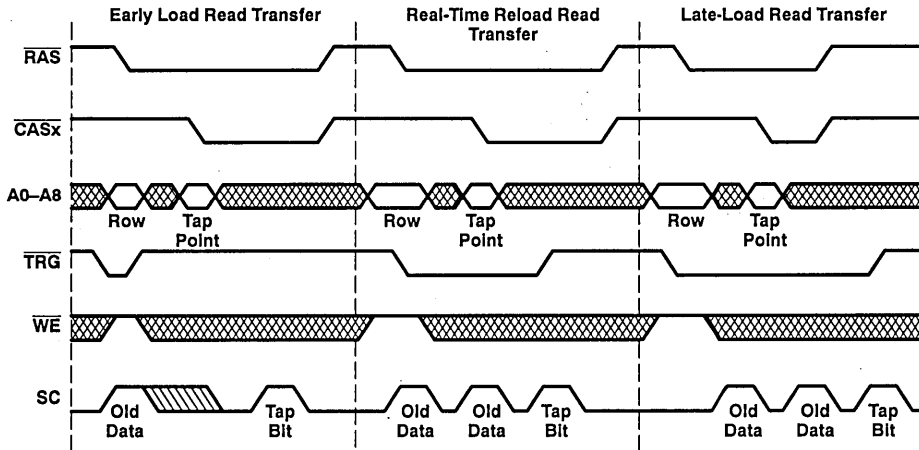 Early Load Read Transfer
Real-Time Reload Read
Transfer
Late-Load Read Transfer
RAS
CASx
A0–A8
Row
Tap
Point
Row
Tap
Point
Row
Tap
Point
TRG
WE
SC
Old
Data
Tap
Bit
Old
Data
Old
Data
Tap
Bit
Old
Data
Old
Data
Tap
Bit